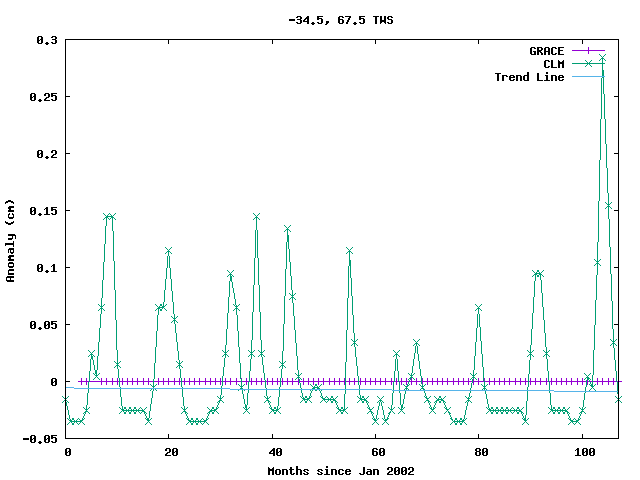 -34.5, 67.5 TWS
GRACE
CLM
Trend Line
0.3
0.25
0.2
0.15
0.1
0.05
0
-0.05
Anomaly (cm)
0 20 40 60 80 100
Months since Jan 2002